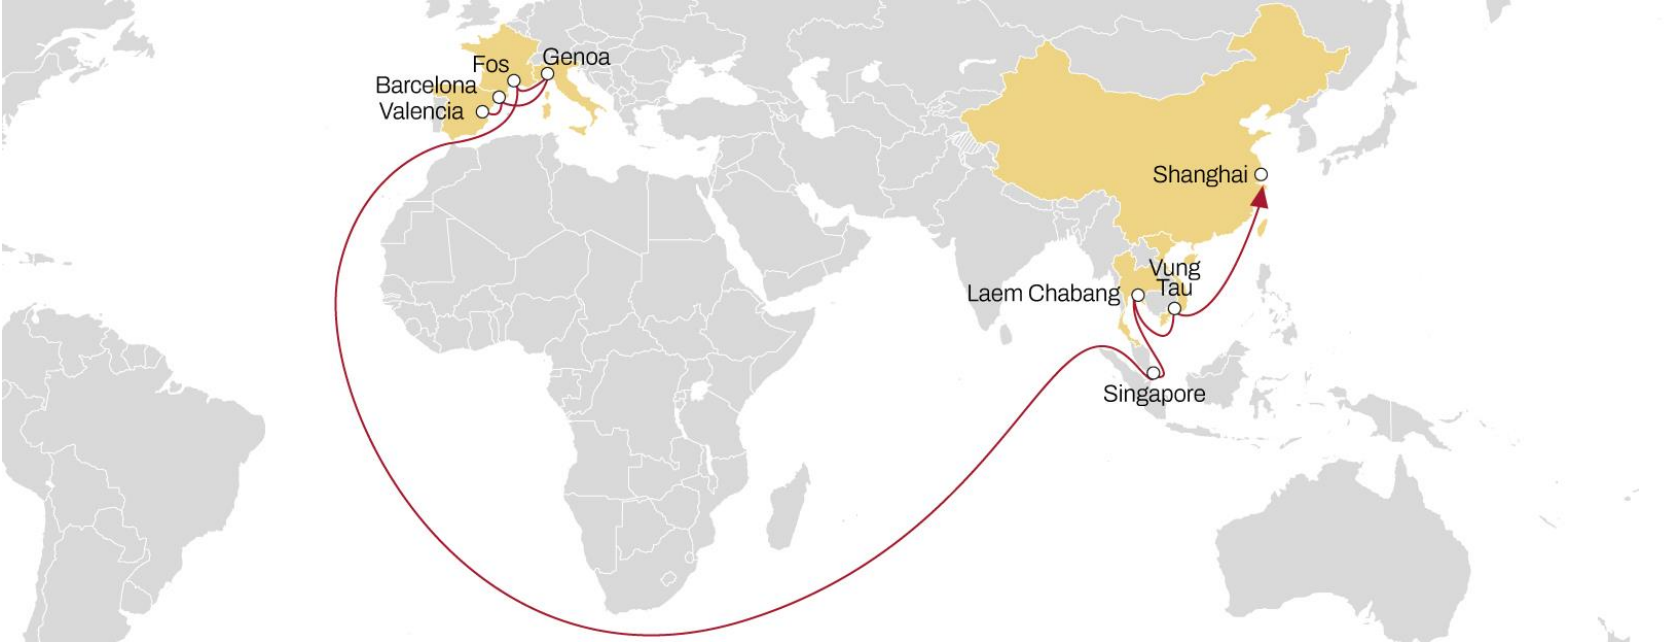 Genoa
Fos
Barcelona
Valencia
Shanghai
Vung
Tau
Laem Chabang
Singapore